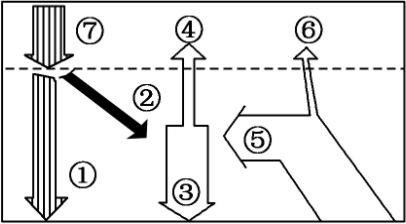 ⑦ ④ ⑥
②
⑤
① ③